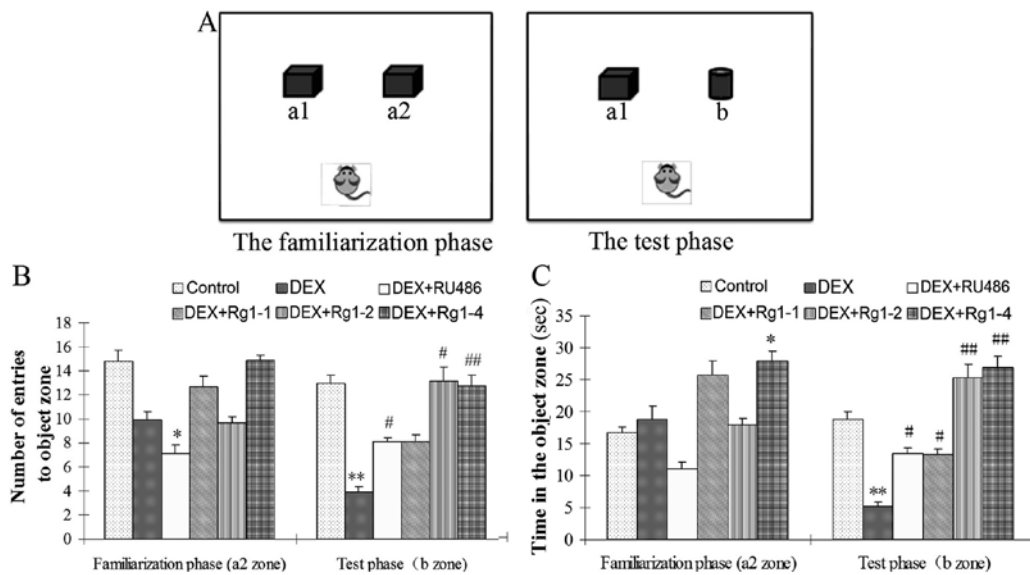 A
a1 a2
a1 b
The familiarization phase The test phase
B
Control DEX DEX+RU486
DEX+Rg1-1 DEX+Rg1-2 DEX+Rg1-4
Number of entries
to object zone
18
16
14
12
10
8
6
4
2
0
*
**
#
#
##
Familiarization phase (a2 zone) Test phase (b zone)
C
Control DEX DEX+RU486
DEX+Rg1-1 DEX+Rg1-2 DEX+Rg1-4
Time in the object zone (sec)
35
30
25
20
15
10
5
0
*
**
#
#
##
##
Familiarization phase (a2 zone) Test phase (b zone)